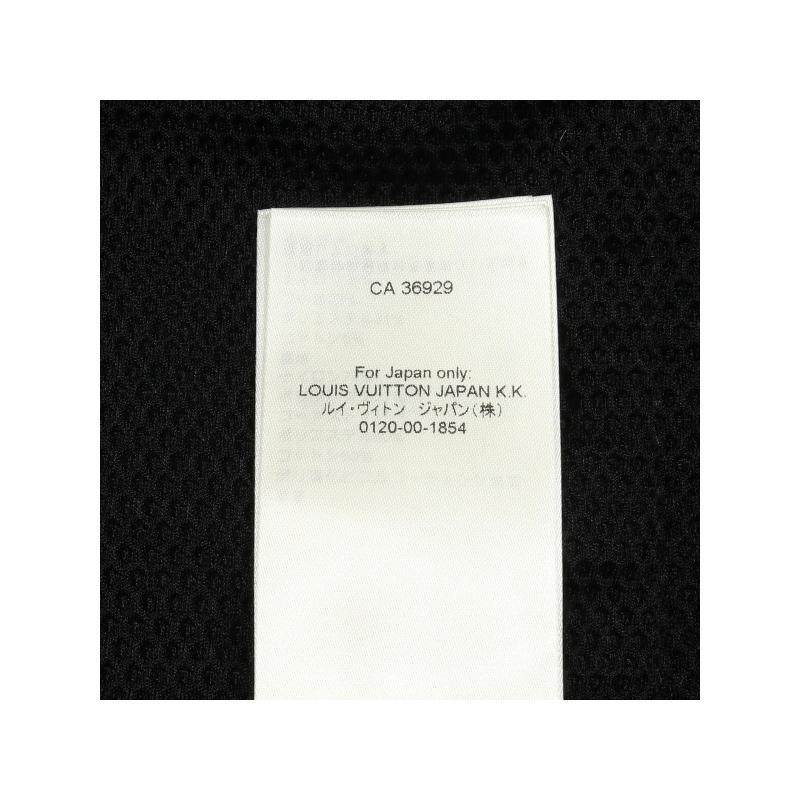 CA 36929
For Japan only:
LOUIS VUITTON JAPAN K.K.
ルイ・ヴィトン ジャパン(株)
0120-00-1854